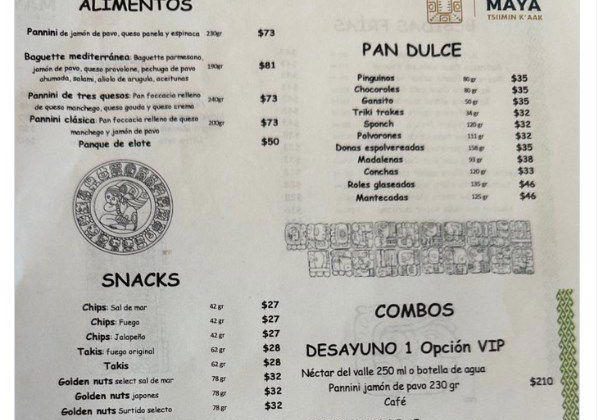 ALIMENTOS
Pannini de jamón de pavo, queso panela y espinaca 230gr $73
Baguette mediterránea: Baguette parmesano, jamón de pavo, queso provolone, pechuga de pavo ahumada, salami, aliolo de arugula, aceitunas 190gr $81
Pannini de tres quesos: Pan foccacia relleno de queso manchego, queso gouda y queso crema 240gr $73
Pannini clásica: Pan foccacia relleno de queso manchego y jamón de pavo 200gr $73
Panque de elote $50
SNACKS
Chips: Sal de mar 42 gr $27
Chips: Fuego 42 gr $27
Chips: Jalapeño 42 gr $27
Takis: fuego original 62 gr $28
Takis 62 gr $28
Golden nuts select sal de mar 78 gr $32
Golden nuts japones 78 gr $32
Golden nuts Surtido selecto 78 gr $32
MAYA
TSIIMIN K'AAK
PAN DULCE
Pinguinos 80 gr $35
Chocoroles 80 gr $35
Gansito 50 gr $35
Triki trakes 34 gr $32
Sponch 120 gr $32
Polvorones 111 gr $32
Donas espolvereadas 158 gr $35
Madalenas 93 gr $38
Conchas 120 gr $33
Roles glaseados 135 gr $46
Mantecadas 125 gr $46
COMBOS
DESAYUNO 1 Opción VIP
Néctar del valle 250 ml o botella de agua
Pannini jamón de pavo 230 gr $210
Café